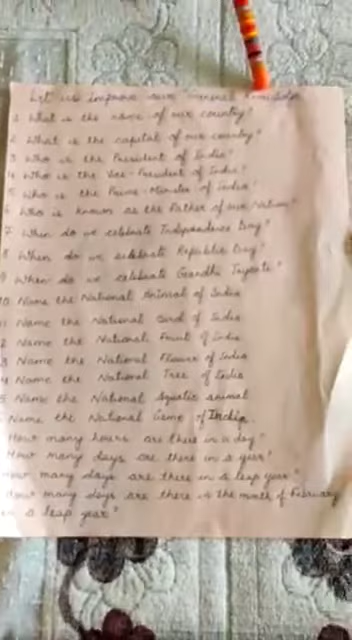 Let us improve our General Knowledge
1 What is the name of our country?
2 What is the capital of our country?
3 Who is the President of India?
4 Who is the Vice-President of India?
5 Who is the Prime-Minister of India?
6 Who is known as the Father of our Nation?
7 When do we celebrate Independence Day?
8 When do we celebrate Republic Day?
9 When do we celebrate Gandhi Jayanti?
10 Name the National Animal of India
11 Name the National Bird of India
2 Name the National Fruit of India
3 Name the National Flower of India
4 Name the National Tree of India
5 Name the National Aquatic animal
Name the National Game of India.
How many hours are there in a day?
How many days are there in a year?
How many days are there in a leap year?
How many days are there in the month of February
in a leap year?